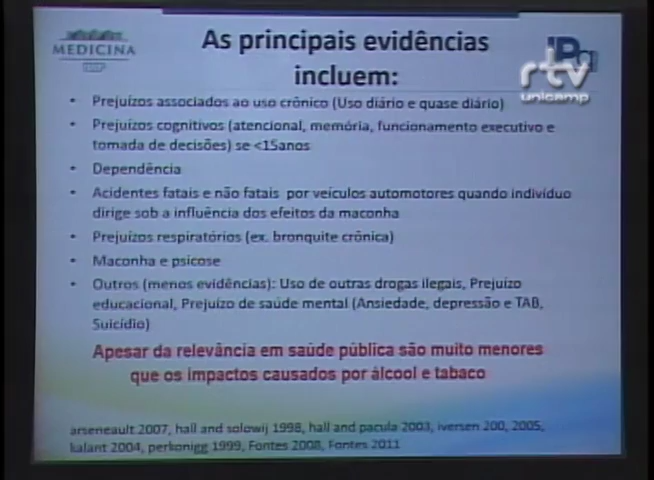 As principais evidências
incluem:
MEDICINA
rtv
unicamp
• Prejuízos associados ao uso crônico (Uso diário e quase diário)
• Prejuízos cognitivos (atencional, memória, funcionamento executivo e
tomada de decisões) se <15anos
• Dependência
• Acidentes fatais e não fatais por veículos automotores quando individuo
dirige sob a influência dos efeitos da maconha
• Prejuízos respiratórios (ex. bronquite crônica)
• Maconha e psicose
• Outros (menos evidências): Uso de outras drogas ilegais, Prejuízo
educacional, Prejuízo de saúde mental (Ansiedade, depressão e TAB,
Suicídio)
Apesar da relevância em saúde pública são muito menores
que os impactos causados por álcool e tabaco
arseneault 2007, hall and solowij 1998, hall and pacula 2003, iversen 200, 2005,
kalant 2004, perkonigg 1999, Fontes 2008, Fontes 2011